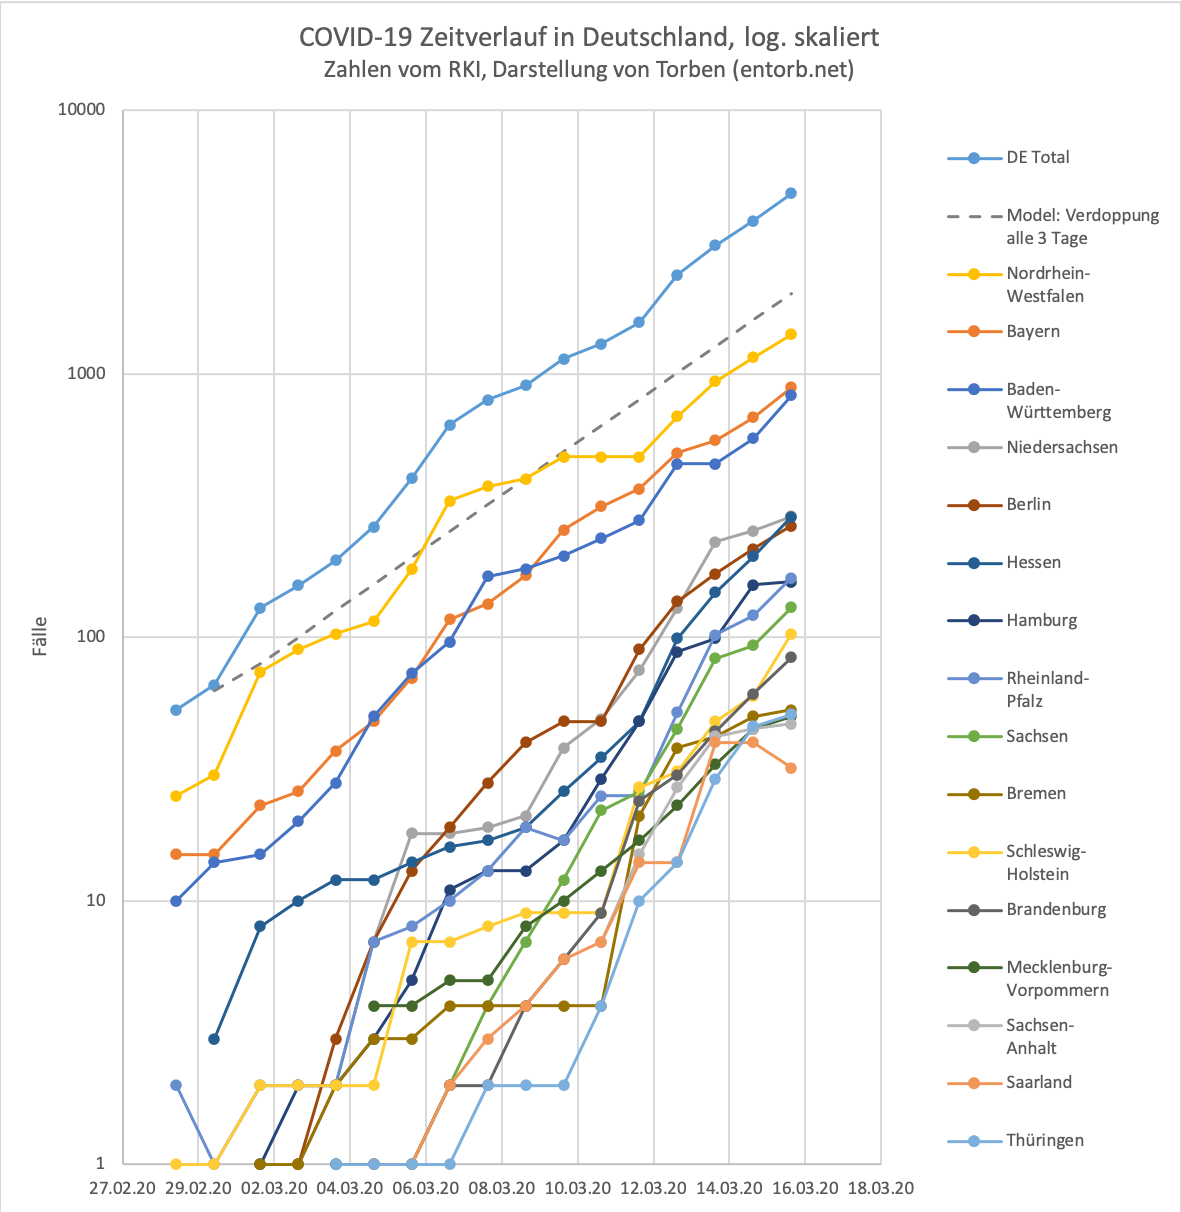 COVID-19 Zeitverlauf in Deutschland, log. skaliert
Zahlen vom RKI, Darstellung von Torben (entorb.net)
10000
1000
100
10
1
Fälle
27.02.20
29.02.20
02.03.20
04.03.20
06.03.20
08.03.20
10.03.20
12.03.20
14.03.20
16.03.20
18.03.20
DE Total
Model: Verdoppung
alle 3 Tage
Nordrhein-
Westfalen
Bayern
Baden-
Württemberg
Niedersachsen
Berlin
Hessen
Hamburg
Rheinland-
Pfalz
Sachsen
Bremen
Schleswig-
Holstein
Brandenburg
Mecklenburg-
Vorpommern
Sachsen-
Anhalt
Saarland
Thüringen